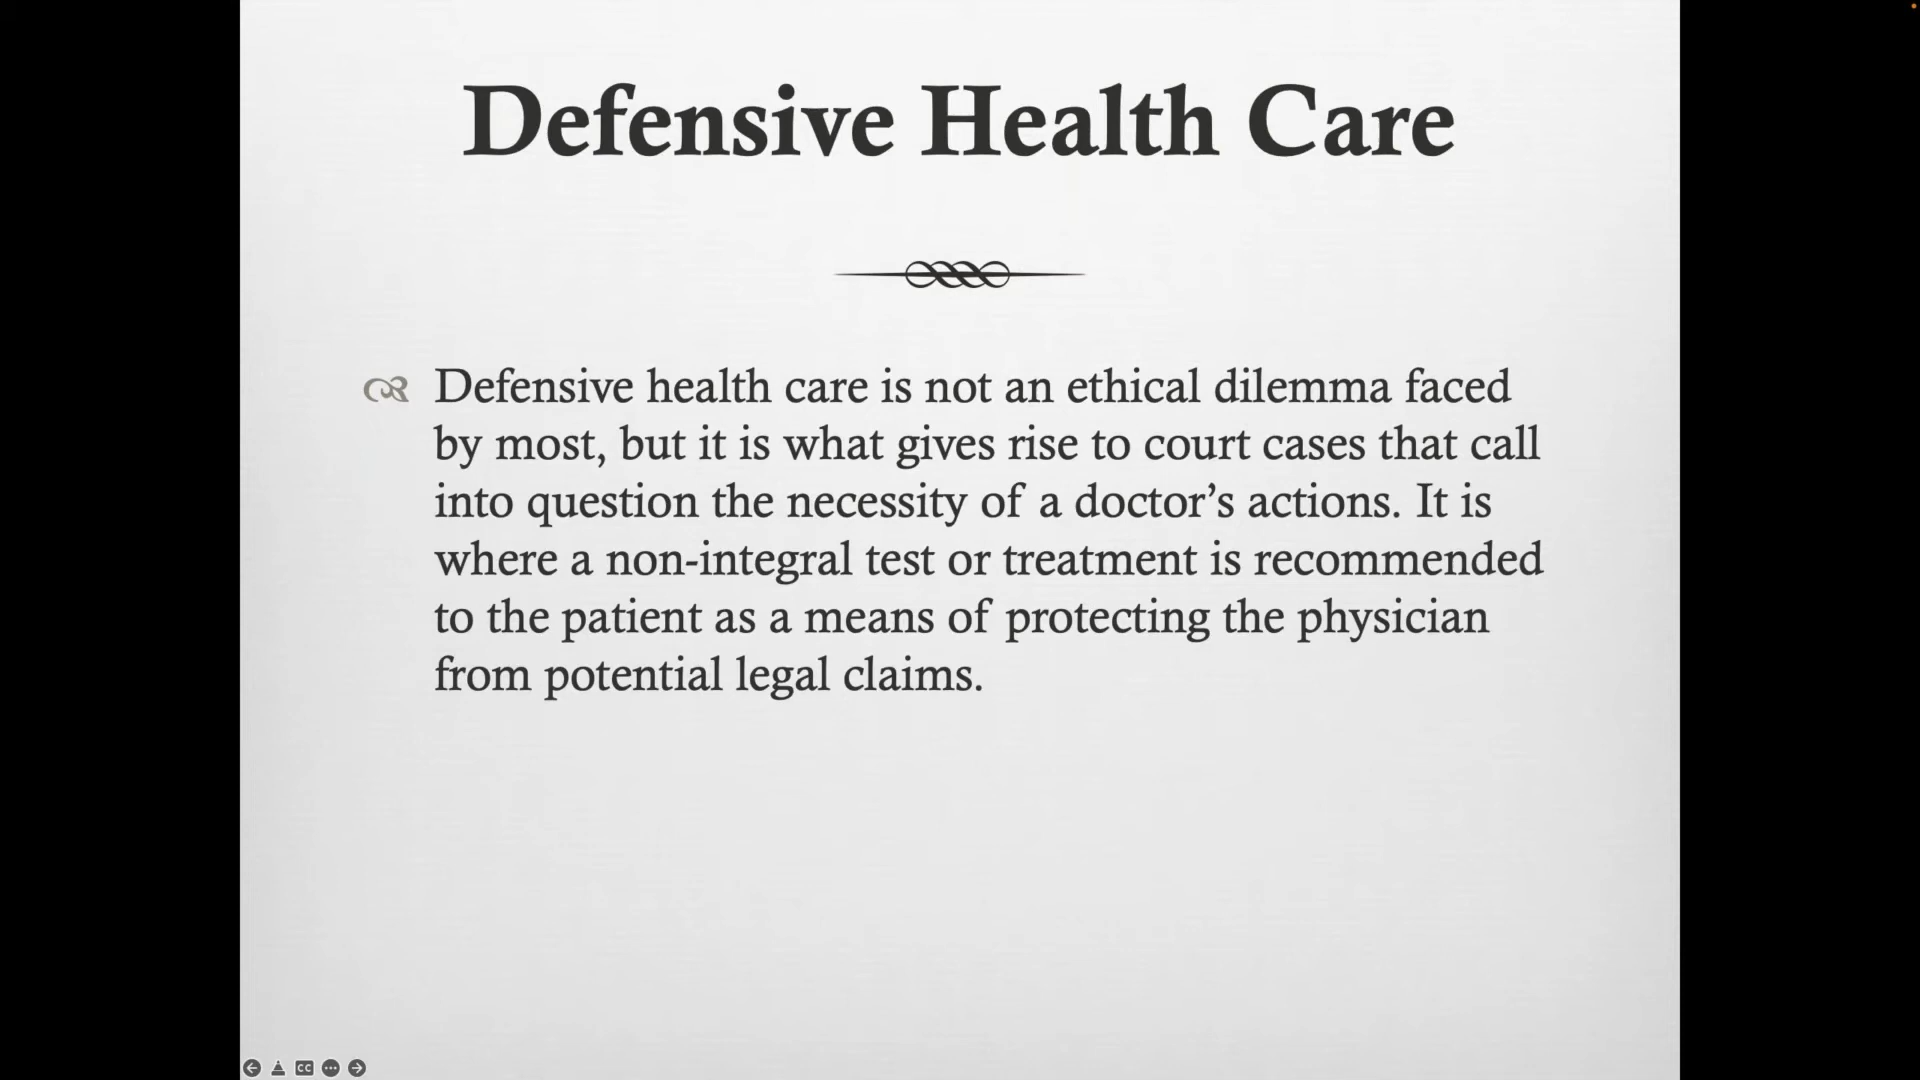 Defensive Health Care
Defensive health care is not an ethical dilemma faced
by most, but it is what gives rise to court cases that call
into question the necessity of a doctor’s actions. It is
where a non-integral test or treatment is recommended
to the patient as a means of protecting the physician
from potential legal claims.
CC